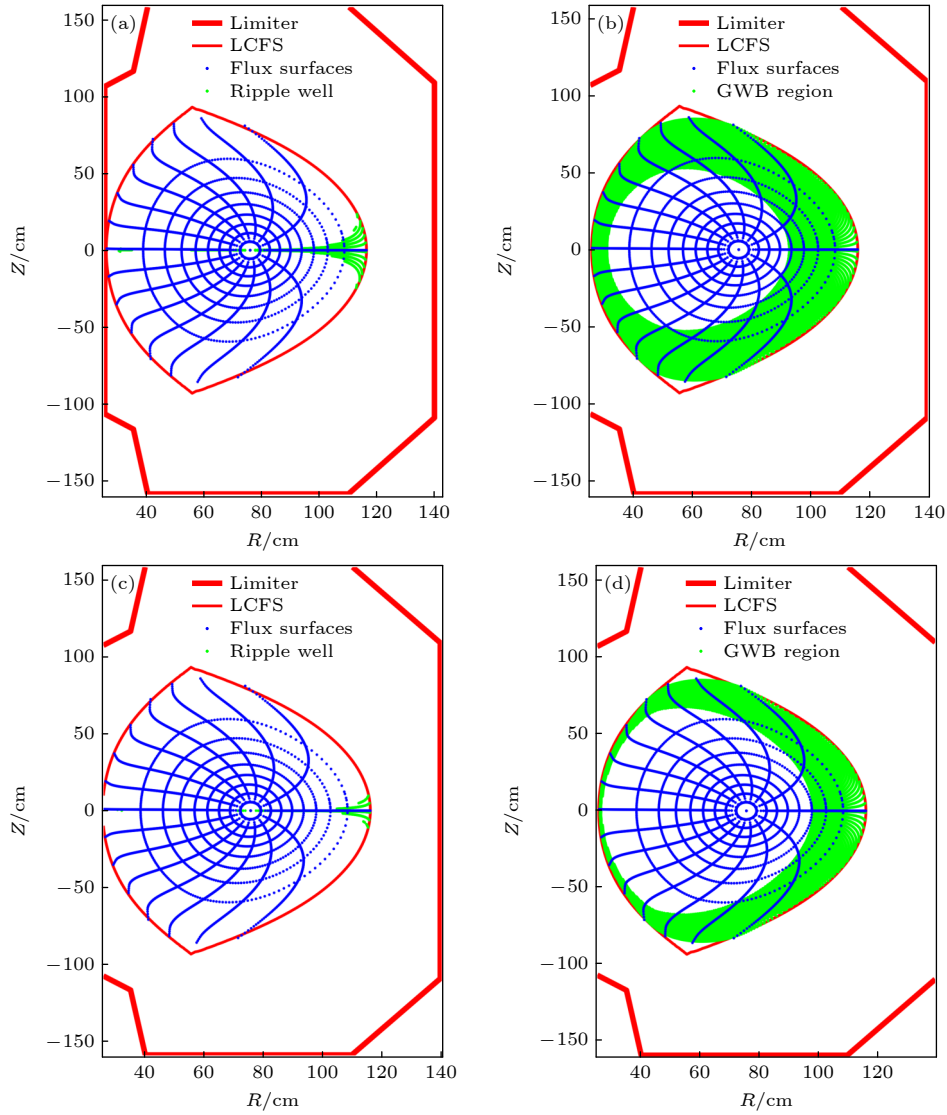 (a)
Limiter
LCFS
Flux surfaces
Ripple well
150
100
50
0
−50
−100
−150
Z/cm
40 60 80 100 120 140
R/cm
(b)
Limiter
LCFS
Flux surfaces
GWB region
150
100
50
0
−50
−100
−150
Z/cm
40 60 80 100 120 140
R/cm
(c)
Limiter
LCFS
Flux surfaces
Ripple well
150
100
50
0
−50
−100
−150
Z/cm
40 60 80 100 120 140
R/cm
(d)
Limiter
LCFS
Flux surfaces
GWB region
150
100
50
0
−50
−100
−150
Z/cm
40 60 80 100 120
R/cm